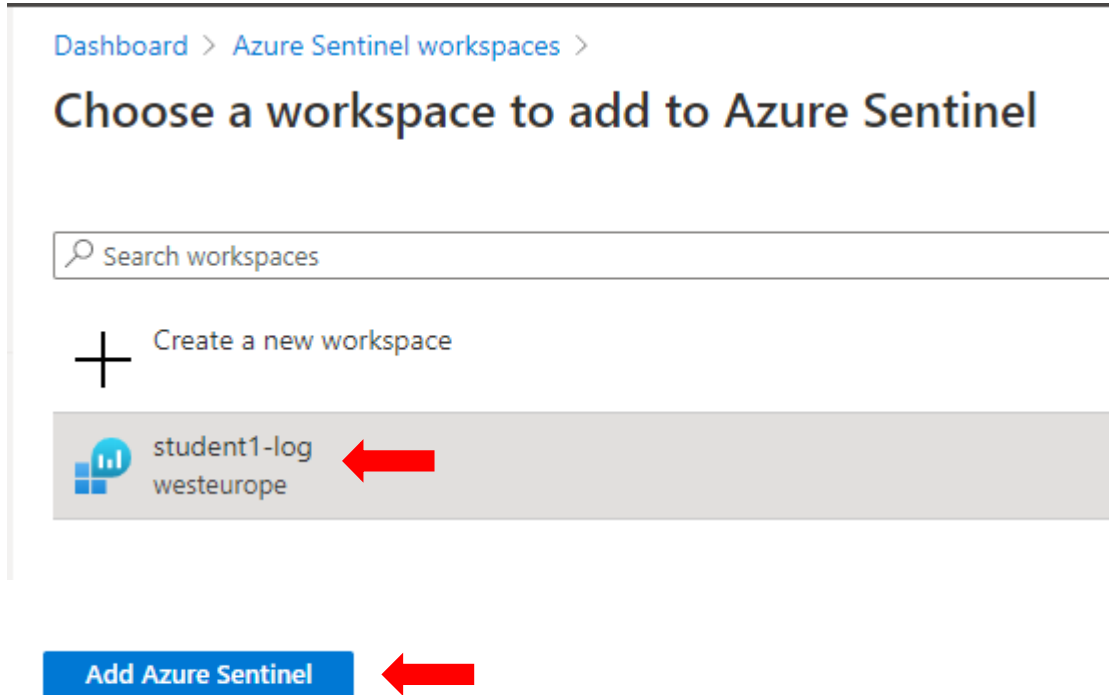 Dashboard > Azure Sentinel workspaces >
Choose a workspace to add to Azure Sentinel
Search workspaces
Create a new workspace
student1-log
westeurope
Add Azure Sentinel